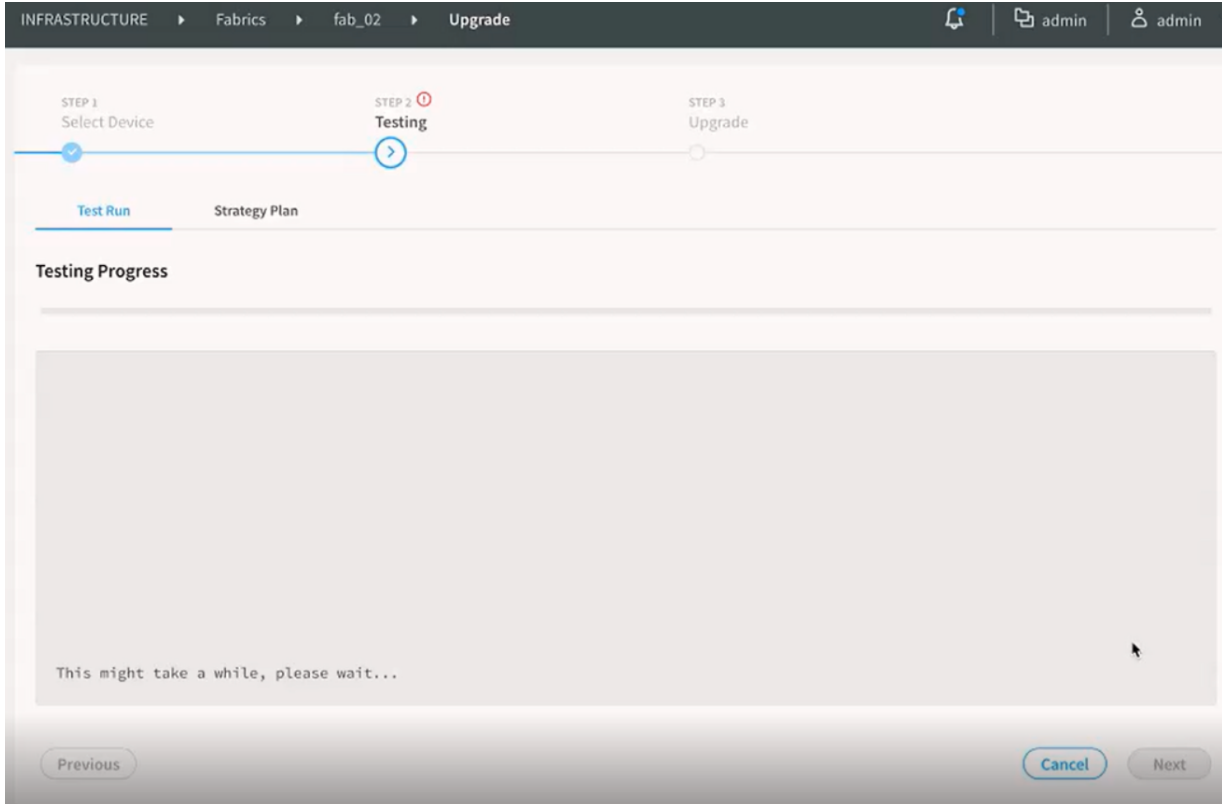 INFRASTRUCTURE Fabrics fab_02 Upgrade admin admin
STEP 1 STEP 2 STEP 3
Select Device Testing Upgrade
Test Run Strategy Plan
Testing Progress
This might take a while, please wait...
Previous Cancel Next